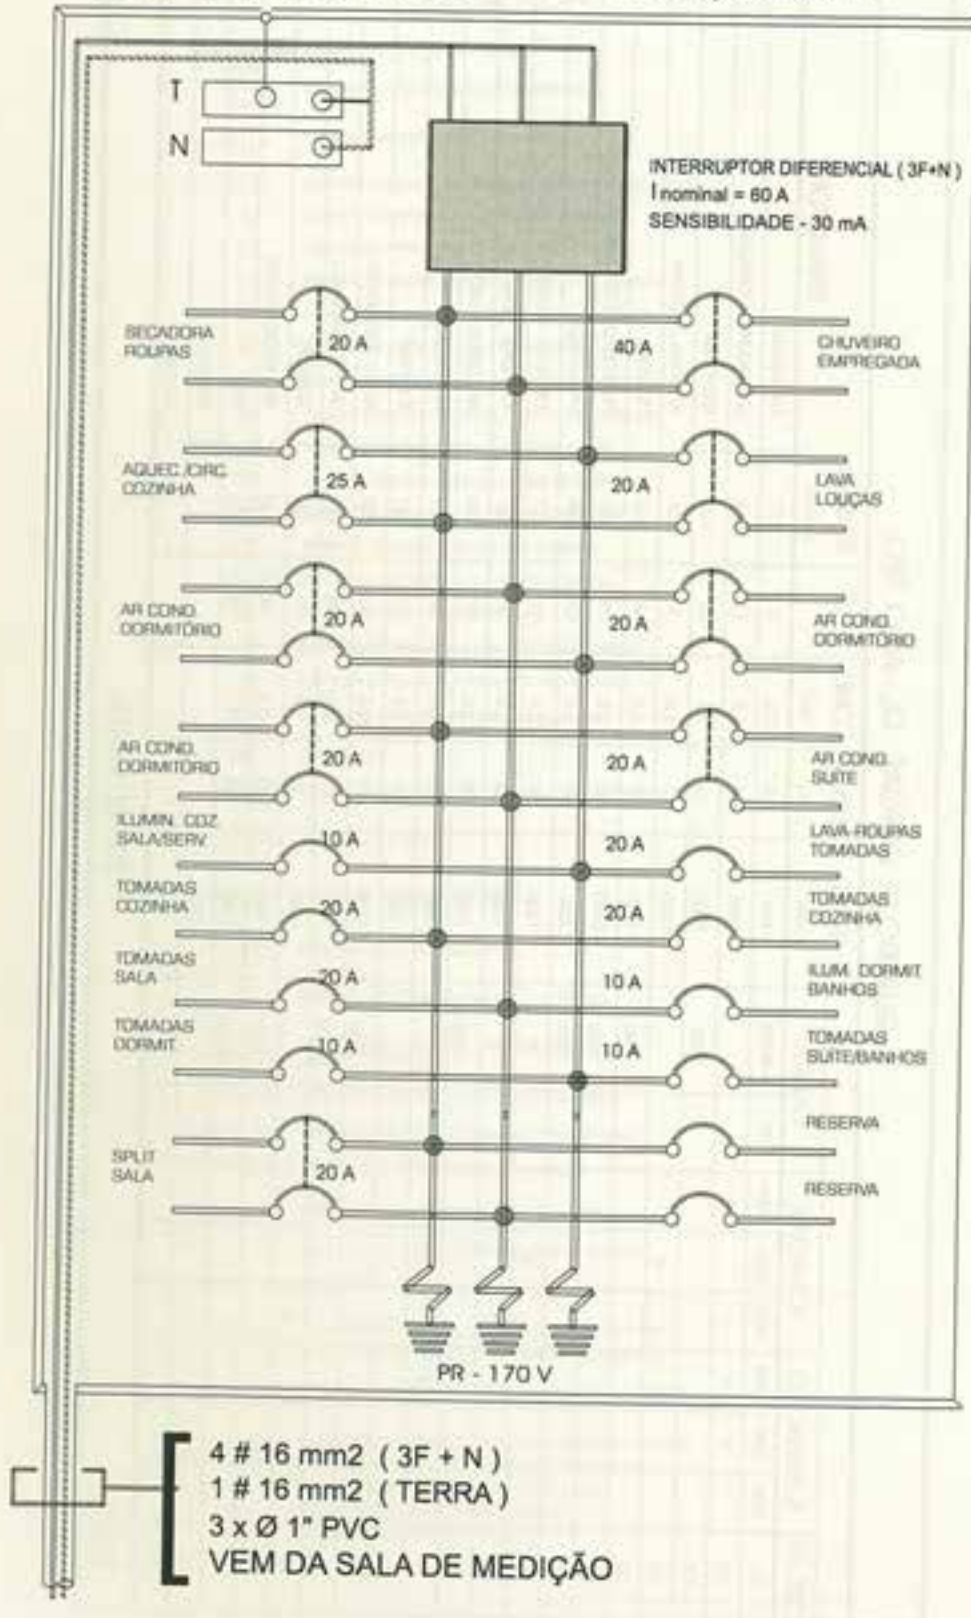 T
N
INTERRUPTOR DIFERENCIAL ( 3F+N )
I nominal = 60 A
SENSIBILIDADE - 30 mA
SECADORA
ROUPAS
20 A
40 A
CHUVEIRO
EMPREGADA
AQUEC./CIRC.
COZINHA
25 A
20 A
LAVA
LOUÇAS
AR COND.
DORMITÓRIO
20 A
20 A
AR COND.
DORMITÓRIO
AR COND.
DORMITÓRIO
20 A
20 A
AR COND.
SUÍTE
ILUMIN. COZ.
SALA/SERV.
10 A
20 A
LAVA-ROUPAS
TOMADAS
TOMADAS
COZINHA
20 A
20 A
TOMADAS
COZINHA
TOMADAS
SALA
20 A
10 A
ILUM. DORMIT.
BANHOS
TOMADAS
DORMIT.
10 A
10 A
TOMADAS
SUÍTE/BANHOS
SPLIT
SALA
20 A
RESERVA
RESERVA
PR - 170 V
4 # 16 mm2 ( 3F + N )
1 # 16 mm2 ( TERRA )
3 x Ø 1" PVC
VEM DA SALA DE MEDIÇÃO